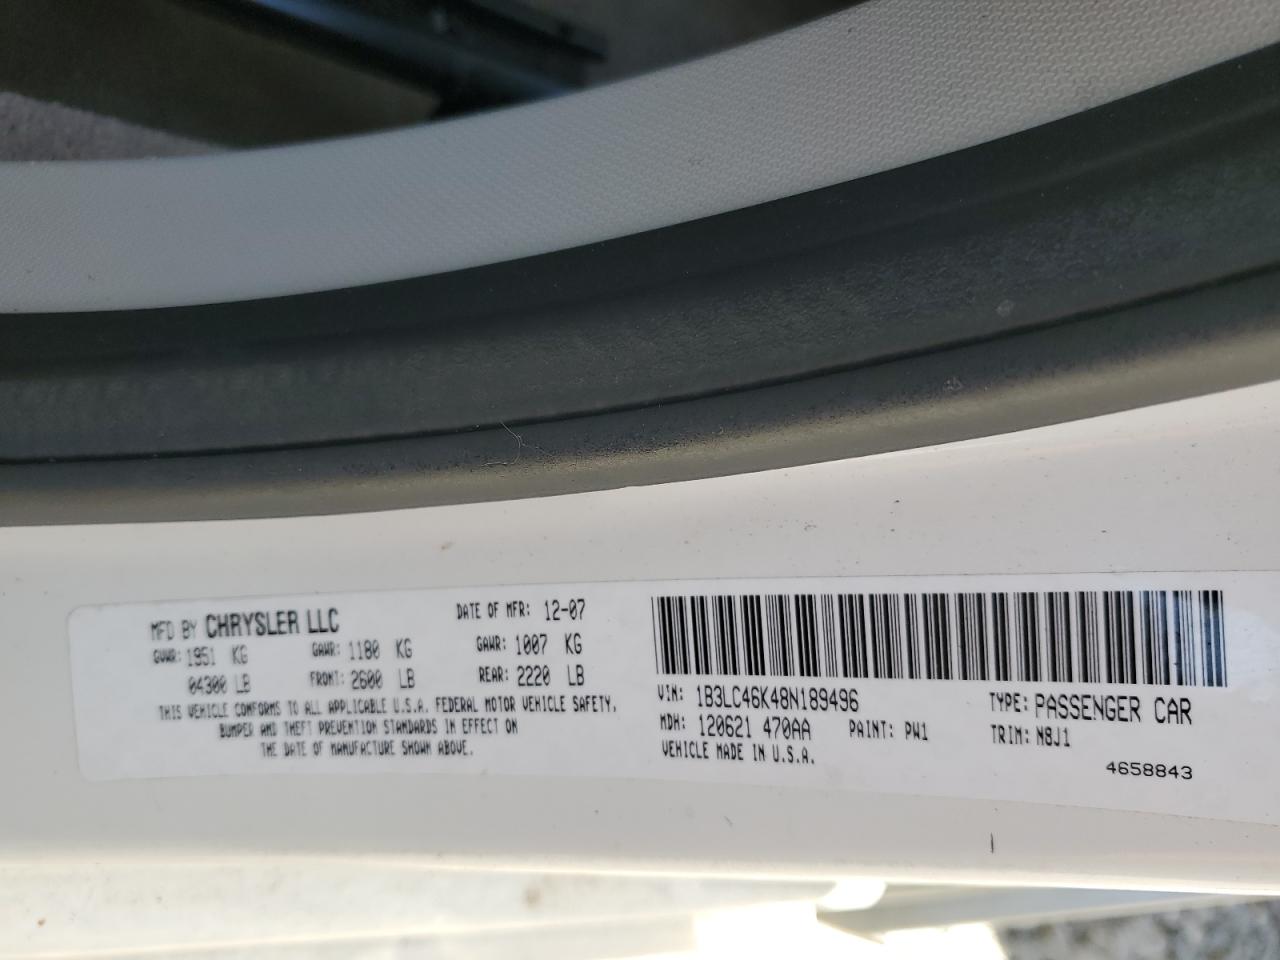 MFD BY CHRYSLER LLC DATE OF MFR: 12-07
GVWR: 1951 KG GAWR: 1180 KG GAWR: 1007 KG
04300 LB FRONT: 2600 LB REAR: 2220 LB
THIS VEHICLE CONFORMS TO ALL APPLICABLE U.S.A. FEDERAL MOTOR VEHICLE SAFETY,
BUMPER AND THEFT PREVENTION STANDARDS IN EFFECT ON
THE DATE OF MANUFACTURE SHOWN ABOVE.
VIN: 1B3LC46K48N189496 TYPE: PASSENGER CAR
MDH: 120621 470AA PAINT: PW1 TRIM: N8J1
VEHICLE MADE IN U.S.A.
4658843